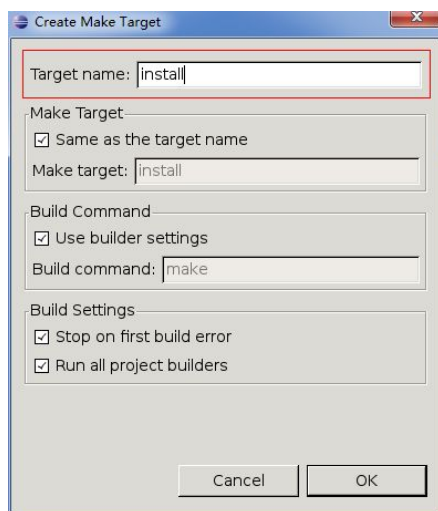 Create Make Target
Target name: install
Make Target
Same as the target name
Make target: install
Build Command
Use builder settings
Build command: make
Build Settings
Stop on first build error
Run all project builders
Cancel OK